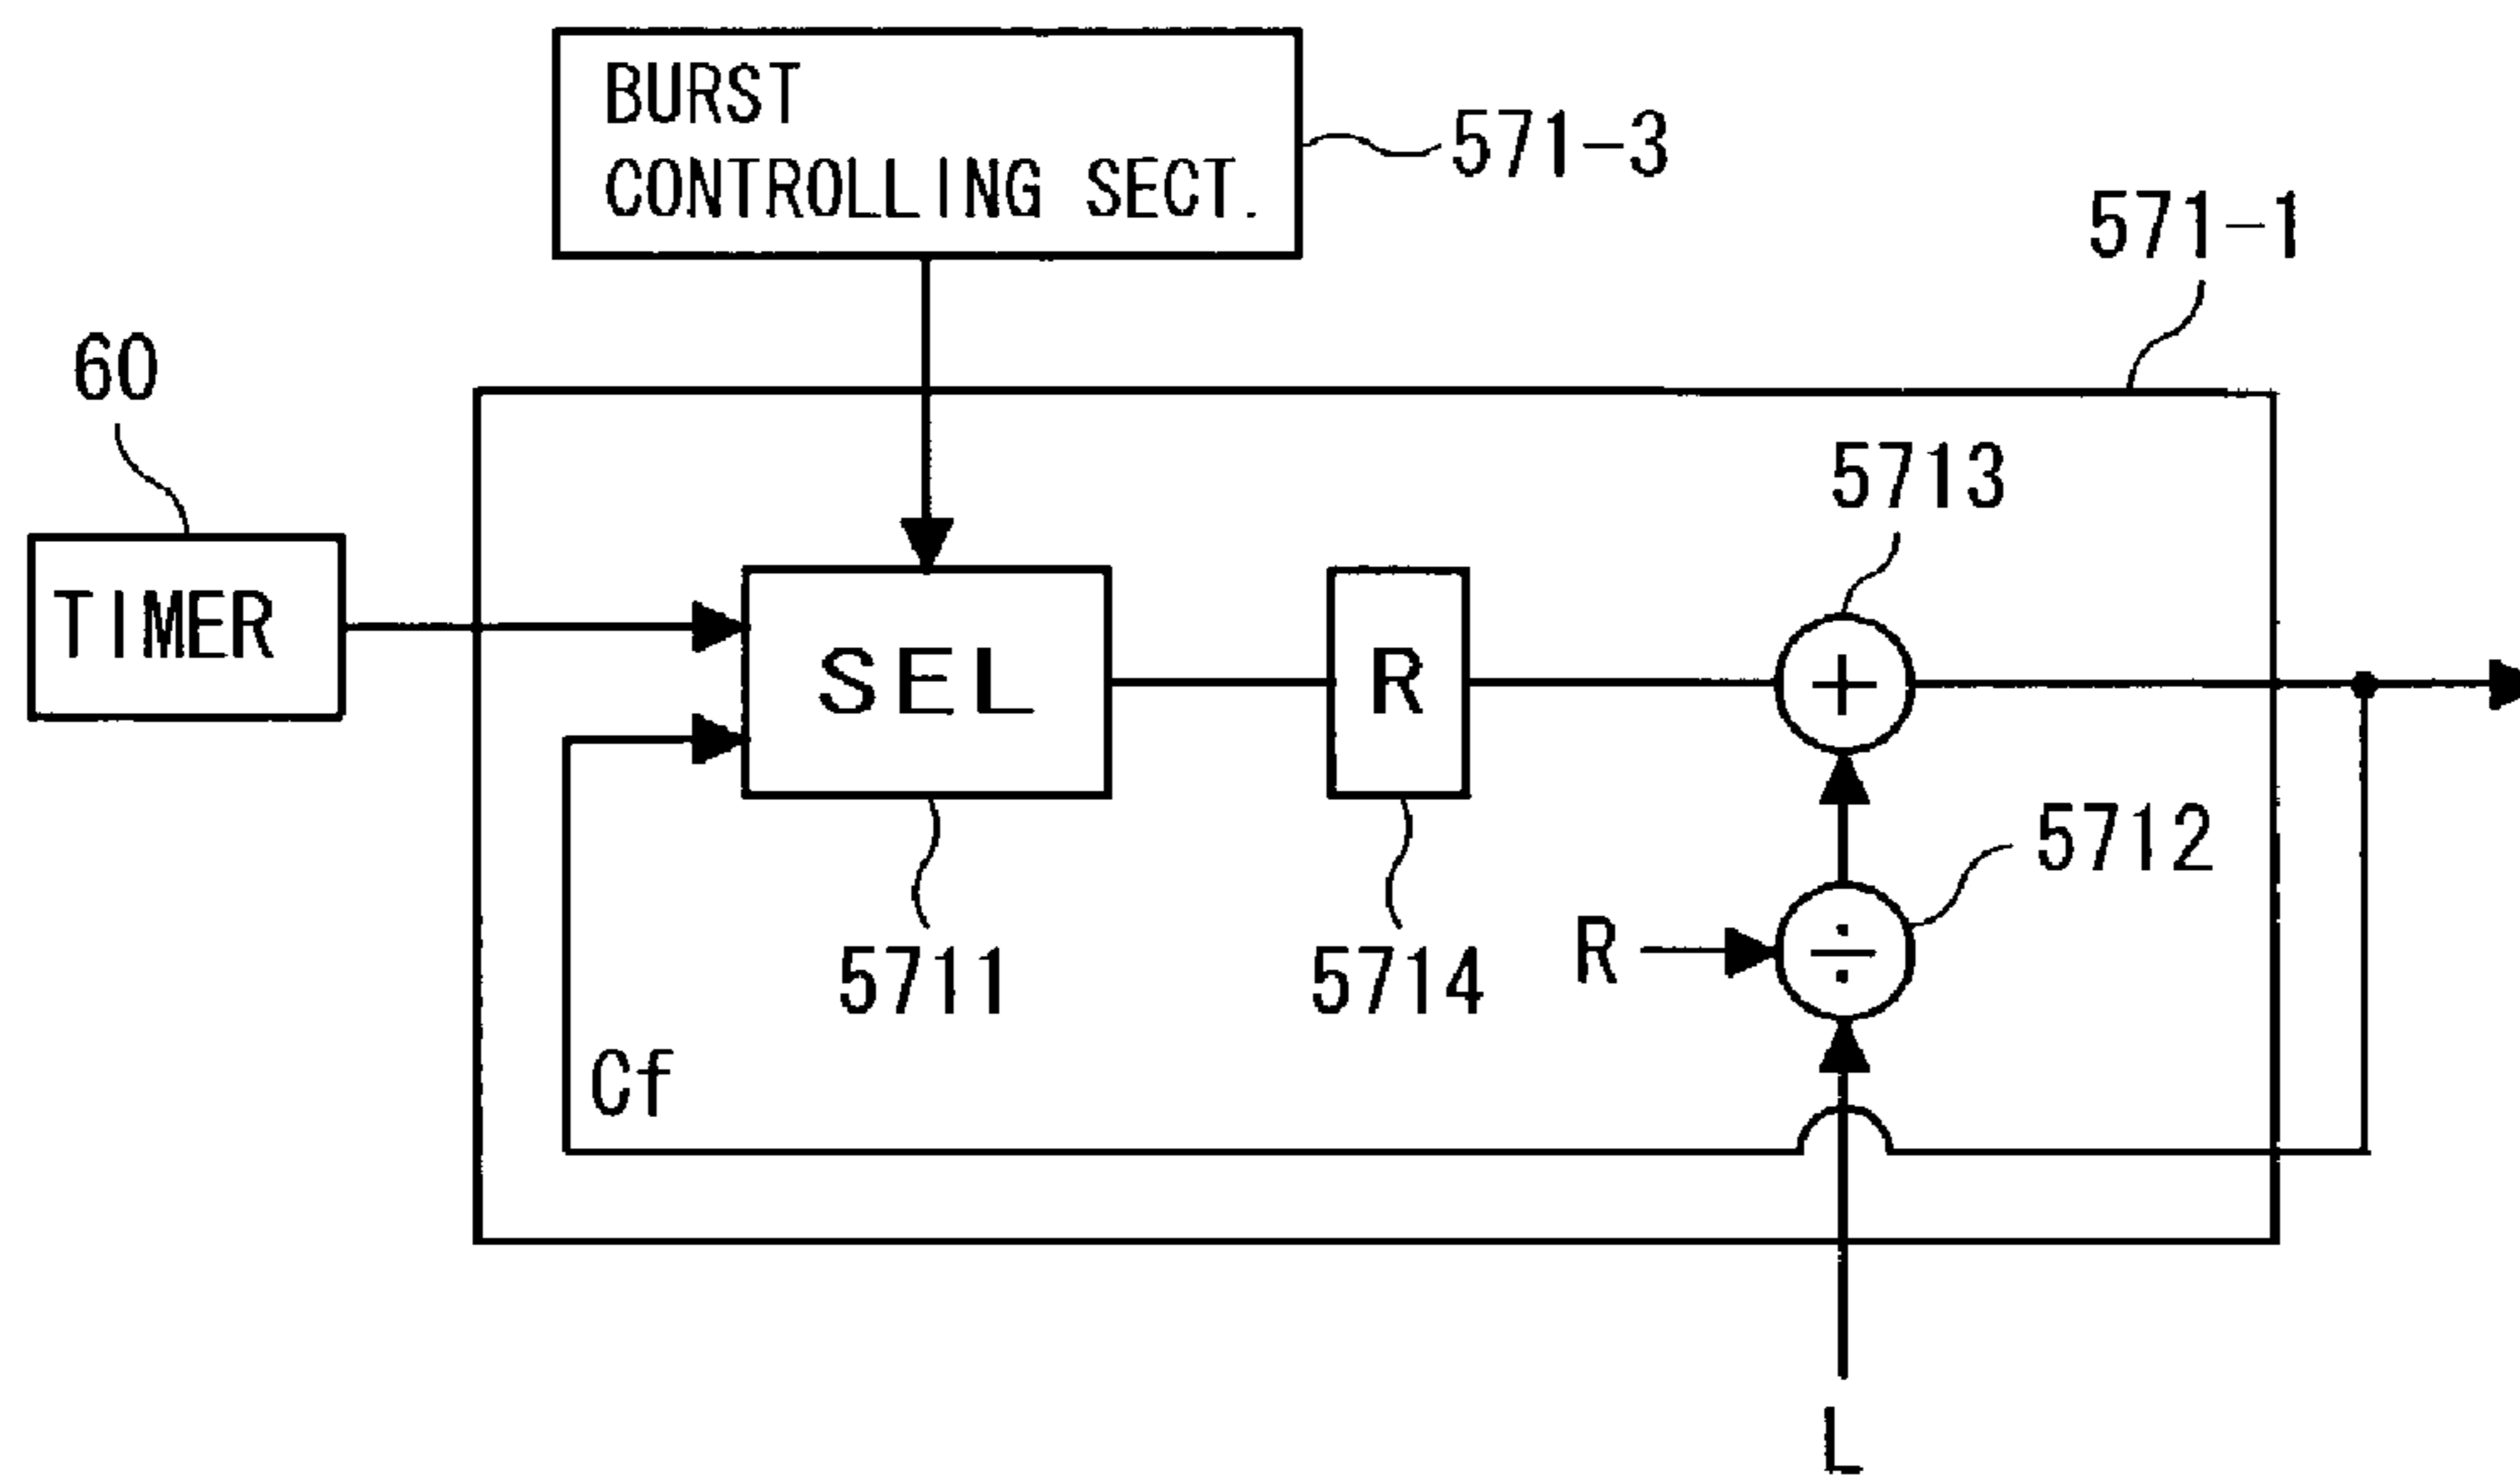 BURST
CONTROLLING SECT.
571-3
571-1
60
TIMER
5713
SEL
R
5712
R
5711
5714
Cf
L